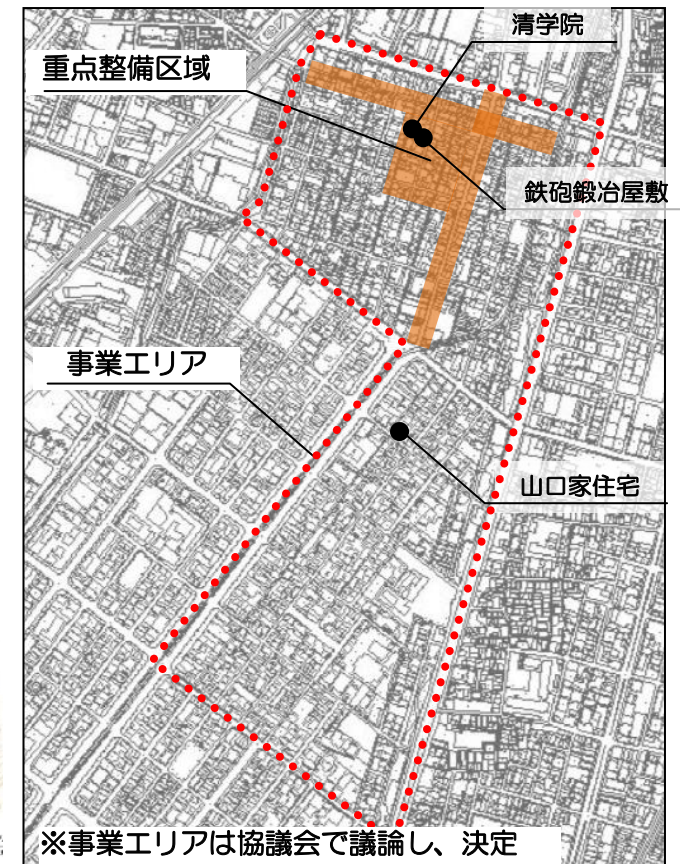 清学院
重点整備区域
鉄砲鍛冶屋敷
事業エリア
山口家住宅
※事業エリアは協議会で議論し、決定